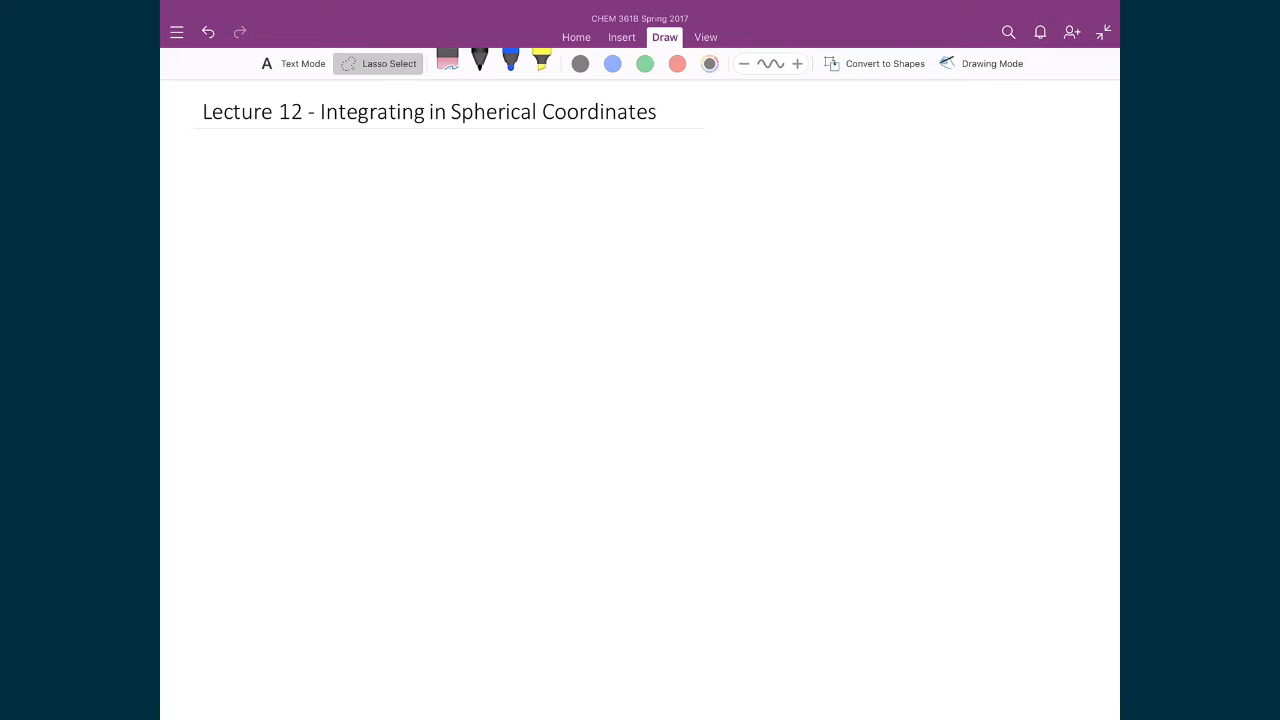 CHEM 361B Spring 2017
Home Insert Draw View
A Text Mode Lasso Select Convert to Shapes Drawing Mode
Lecture 12 - Integrating in Spherical Coordinates